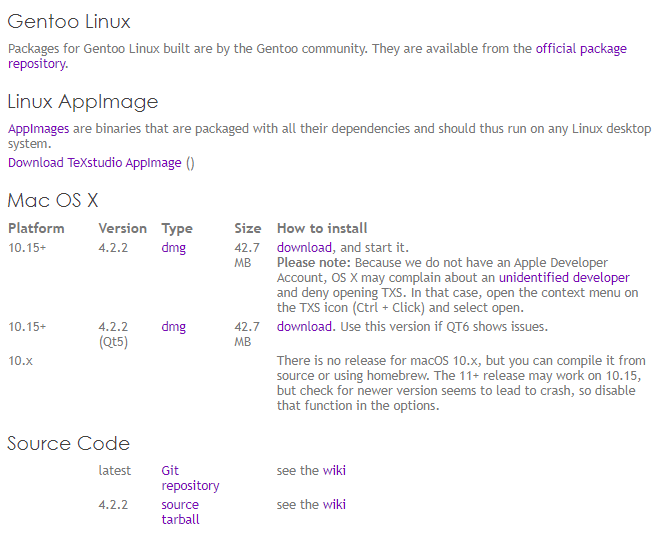 Gentoo Linux
Packages for Gentoo Linux built are by the Gentoo community. They are available from the official package
repository.
Linux AppImage
AppImages are binaries that are packaged with all their dependencies and should thus run on any Linux desktop
system.
Download TeXstudio AppImage ()
Mac OS X
Platform Version Type Size How to install
10.15+ 4.2.2 dmg 42.7 download, and start it.
MB Please note: Because we do not have an Apple Developer
Account, OS X may complain about an unidentified developer
and deny opening TXS. In that case, open the context menu on
the TXS icon (Ctrl + Click) and select open.
10.15+ 4.2.2 dmg 42.7 download. Use this version if QT6 shows issues.
(Qt5) MB
10.x There is no release for macOS 10.x, but you can compile it from
source or using homebrew. The 11+ release may work on 10.15,
but check for newer version seems to lead to crash, so disable
that function in the options.
Source Code
latest Git see the wiki
repository
4.2.2 source see the wiki
tarball